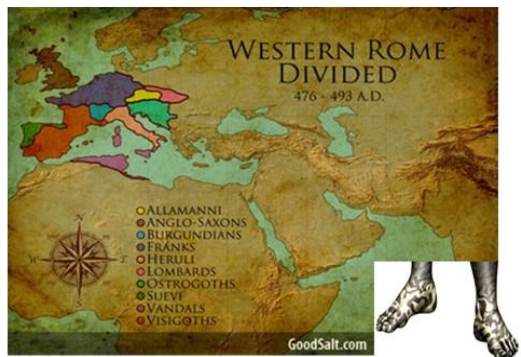 WESTERN ROME
DIVIDED
476 - 493 A.D.
ALLAMANNI
ANGLO-SAXONS
BURGUNDIANS
FRANKS
HERULI
LOMBARDS
OSTROGOTHS
SUEVI
VANDALS
VISIGOTHS
GoodSalt.com